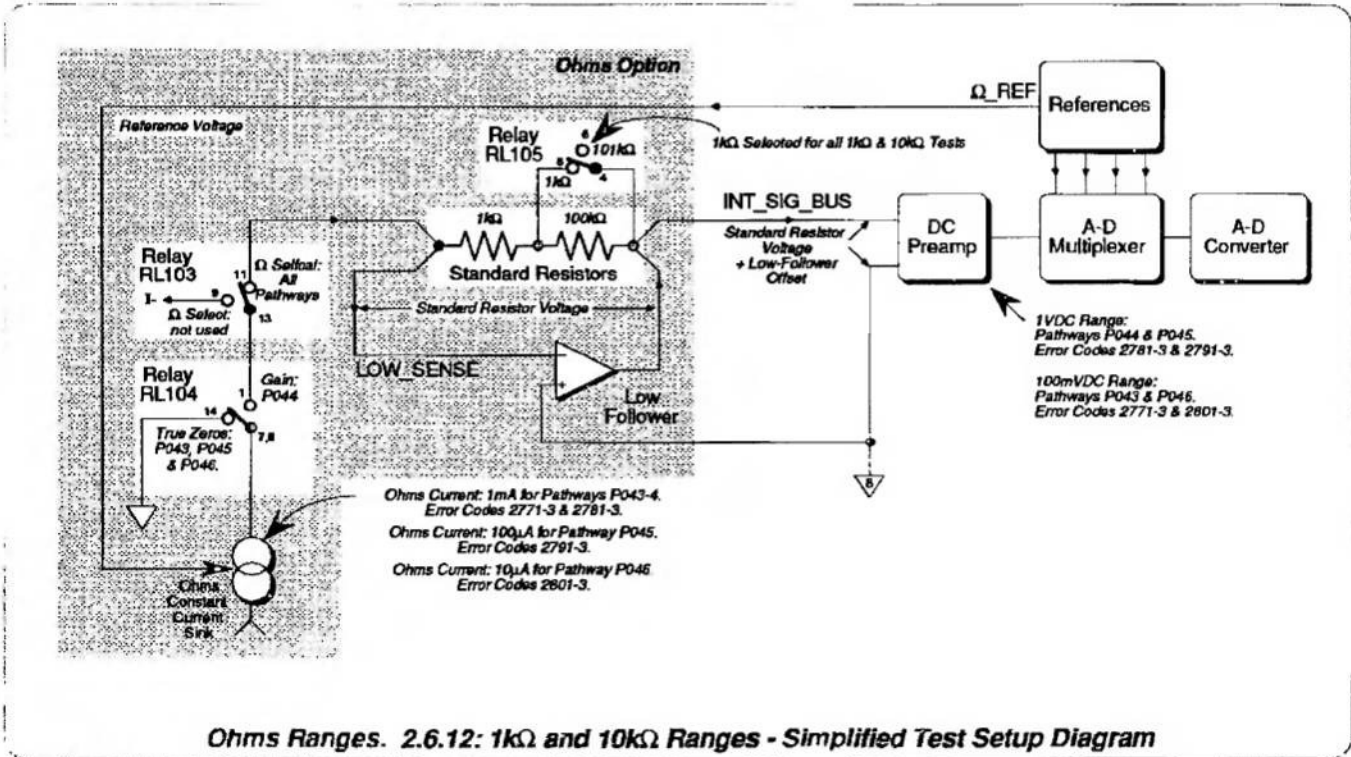 Ohms Option
Ω_REF
References
Reference Voltage
Relay
RL105
6
101kΩ
5
1kΩ
4
1kΩ Selected for all 1kΩ & 10kΩ Tests
INT_SIG_BUS
Standard Resistor
Voltage
+ Low-Follower
Offset
DC
Preamp
A-D
Multiplexer
A-D
Converter
1kΩ
100kΩ
Standard Resistors
Relay
RL103
11
Ω Selfcal:
All
Pathways
9
I-
Ω Select:
not used
13
Standard Resistor Voltage
LOW_SENSE
−
+
Low
Follower
1VDC Range:
Pathways P044 & P045.
Error Codes 2781-3 & 2791-3.
100mVDC Range:
Pathways P043 & P046.
Error Codes 2771-3 & 2801-3.
Relay
RL104
1
Gain:
P044
14
True Zeros:
P043, P045
& P046.
7,8
8
Ohms Current: 1mA for Pathways P043-4.
Error Codes 2771-3 & 2781-3.
Ohms Current: 100µA for Pathway P045.
Error Codes 2791-3.
Ohms Current: 10µA for Pathway P046
Error Codes 2801-3.
Ohms
Constant
Current
Sink
Ohms Ranges. 2.6.12: 1kΩ and 10kΩ Ranges - Simplified Test Setup Diagram